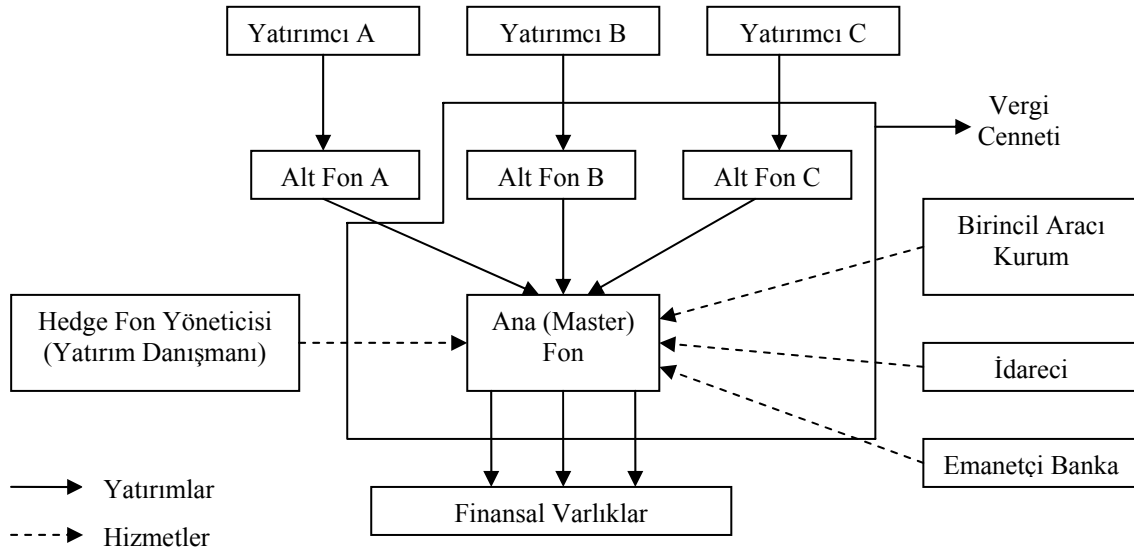 Yatırımcı A
Yatırımcı B
Yatırımcı C
Vergi
Cenneti
Alt Fon A
Alt Fon B
Alt Fon C
Birincil Aracı
Kurum
Hedge Fon Yöneticisi
(Yatırım Danışmanı)
Ana (Master)
Fon
İdareci
Emanetçi Banka
Yatırımlar
Finansal Varlıklar
Hizmetler